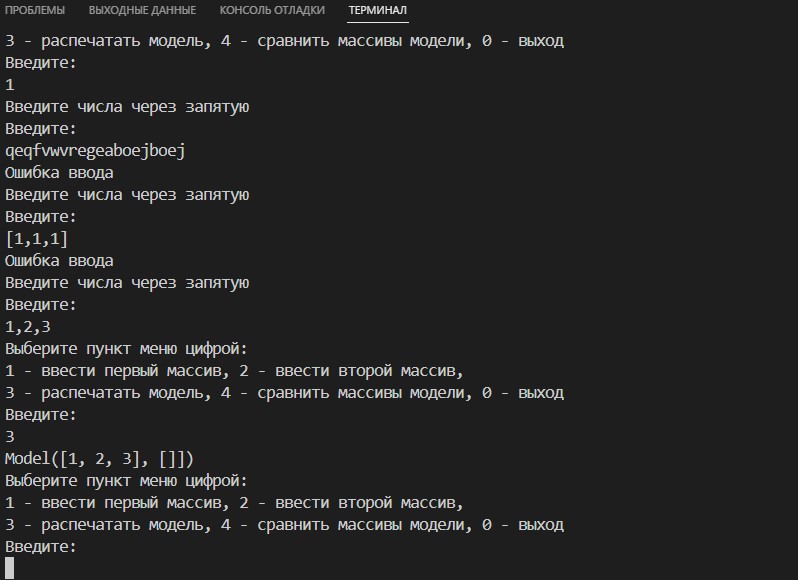 ПРОБЛЕМЫ ВЫХОДНЫЕ ДАННЫЕ КОНСОЛЬ ОТЛАДКИ ТЕРМИНАЛ
3 - распечатать модель, 4 - сравнить массивы модели, 0 - выход
Введите:
1
Введите числа через запятую
Введите:
qeqfvwvregeaboejboej
Ошибка ввода
Введите числа через запятую
Введите:
[1,1,1]
Ошибка ввода
Введите числа через запятую
Введите:
1,2,3
Выберите пункт меню цифрой:
1 - ввести первый массив, 2 - ввести второй массив,
3 - распечатать модель, 4 - сравнить массивы модели, 0 - выход
Введите:
3
Model([1, 2, 3], []])
Выберите пункт меню цифрой:
1 - ввести первый массив, 2 - ввести второй массив,
3 - распечатать модель, 4 - сравнить массивы модели, 0 - выход
Введите: